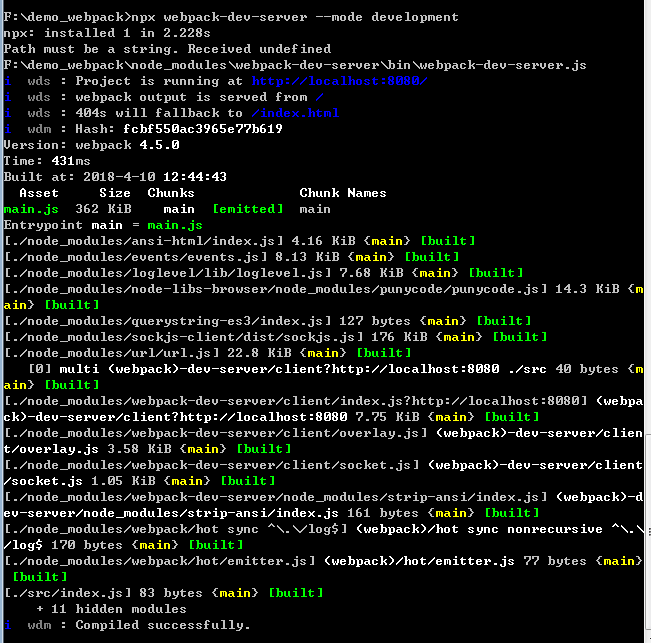 F:\demo_webpack>npx webpack-dev-server --mode development
npx: installed 1 in 2.228s
Path must be a string. Received undefined
F:\demo_webpack\node_modules\webpack-dev-server\bin\webpack-dev-server.js
i  wds : Project is running at http://localhost:8080/
i  wds : webpack output is served from /
i  wds : 404s will fallback to /index.html
i  wdm : Hash: fcbf550ac3965e77b619
Version: webpack 4.5.0
Time: 431ms
Built at: 2018-4-10 12:44:43
  Asset     Size  Chunks             Chunk Names
main.js  362 KiB    main  [emitted]  main
Entrypoint main = main.js
[./node_modules/ansi-html/index.js] 4.16 KiB {main} [built]
[./node_modules/events/events.js] 8.13 KiB {main} [built]
[./node_modules/loglevel/lib/loglevel.js] 7.68 KiB {main} [built]
[./node_modules/node-libs-browser/node_modules/punycode/punycode.js] 14.3 KiB {m
ain} [built]
[./node_modules/querystring-es3/index.js] 127 bytes {main} [built]
[./node_modules/sockjs-client/dist/sockjs.js] 176 KiB {main} [built]
[./node_modules/url/url.js] 22.8 KiB {main} [built]
   [0] multi (webpack)-dev-server/client?http://localhost:8080 ./src 40 bytes {m
ain} [built]
[./node_modules/webpack-dev-server/client/index.js?http://localhost:8080] (webpa
ck)-dev-server/client?http://localhost:8080 7.75 KiB {main} [built]
[./node_modules/webpack-dev-server/client/overlay.js] (webpack)-dev-server/clien
t/overlay.js 3.58 KiB {main} [built]
[./node_modules/webpack-dev-server/client/socket.js] (webpack)-dev-server/client
/socket.js 1.05 KiB {main} [built]
[./node_modules/webpack-dev-server/node_modules/strip-ansi/index.js] (webpack)-d
ev-server/node_modules/strip-ansi/index.js 161 bytes {main} [built]
[./node_modules/webpack/hot sync ^\.\/log$] (webpack)/hot sync nonrecursive ^\.\
/log$ 170 bytes {main} [built]
[./node_modules/webpack/hot/emitter.js] (webpack)/hot/emitter.js 77 bytes {main}
 [built]
[./src/index.js] 83 bytes {main} [built]
    + 11 hidden modules
i  wdm : Compiled successfully.